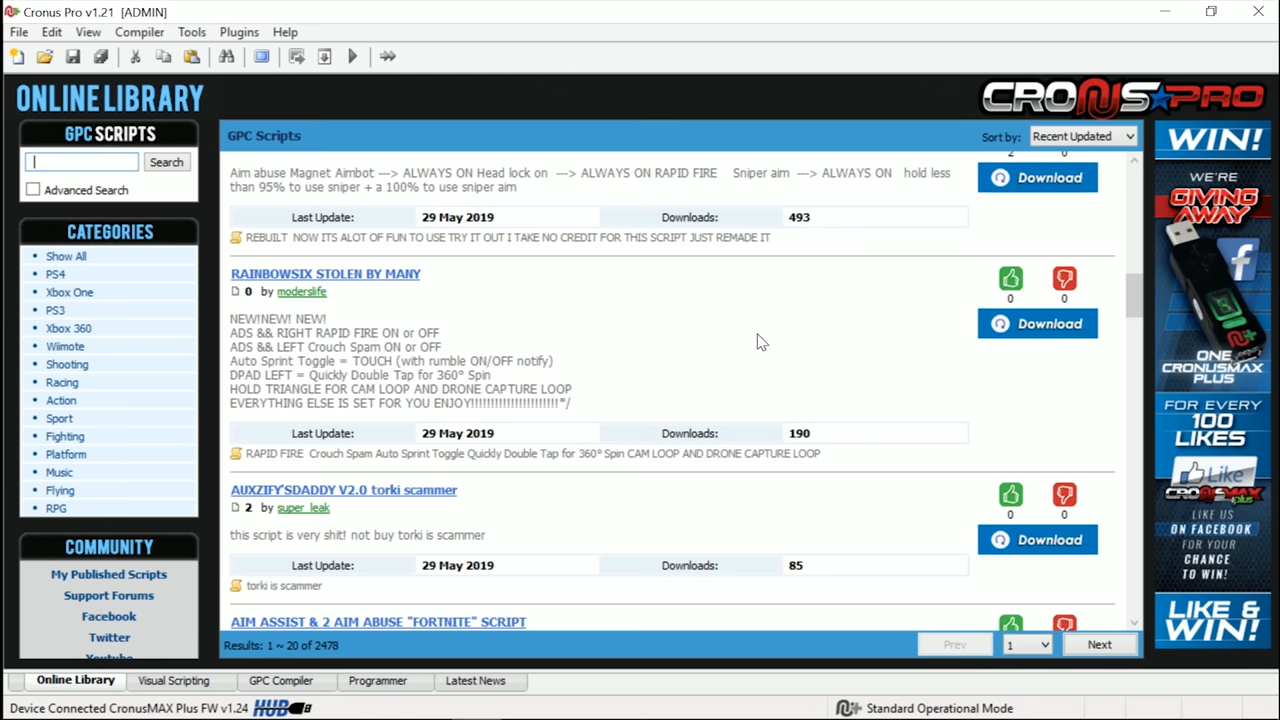 Cronus Pro v1.21 [ADMIN]
File Edit View Compiler Tools Plugins Help
ONLINE LIBRARY
CRONUS PRO
GPC SCRIPTS
Search
Advanced Search
CATEGORIES
Show All
PS4
Xbox One
PS3
Xbox 360
Wiimote
Shooting
Racing
Action
Sport
Fighting
Platform
Music
Flying
RPG
COMMUNITY
My Published Scripts
Support Forums
Facebook
Twitter
Youtube
GPC Scripts
Sort by: Recent Updated
2 0
Aim abuse Magnet Aimbot ---> ALWAYS ON Head lock on ---> ALWAYS ON RAPID FIRE Sniper aim ---> ALWAYS ON hold less
than 95% to use sniper + a 100% to use sniper aim
Download
Last Update: 29 May 2019 Downloads: 493
REBUILT NOW ITS ALOT OF FUN TO USE TRY IT OUT I TAKE NO CREDIT FOR THIS SCRIPT JUST REMADE IT
RAINBOWSIX STOLEN BY MANY
0 by moderslife
0 0
Download
NEW!NEW! NEW!
ADS && RIGHT RAPID FIRE ON or OFF
ADS && LEFT Crouch Spam ON or OFF
Auto Sprint Toggle = TOUCH (with rumble ON/OFF notify)
DPAD LEFT = Quickly Double Tap for 360° Spin
HOLD TRIANGLE FOR CAM LOOP AND DRONE CAPTURE LOOP
EVERYTHING ELSE IS SET FOR YOU ENJOY!!!!!!!!!!!!!!!!!!!!!!*/
Last Update: 29 May 2019 Downloads: 190
RAPID FIRE Crouch Spam Auto Sprint Toggle Quickly Double Tap for 360° Spin CAM LOOP AND DRONE CAPTURE LOOP
AUXZIFY'SDADDY V2.0 torki scammer
2 by super_leak
0 0
Download
this script is very shit! not buy torki is scammer
Last Update: 29 May 2019 Downloads: 85
torki is scammer
AIM ASSIST & 2 AIM ABUSE "FORTNITE" SCRIPT
Results: 1 ~ 20 of 2478
Prev 1 Next
WIN!
WE'RE
GIVING
AWAY
ONE
CRONUSMAX
PLUS
FOR EVERY
100
LIKES
Like
CRONUSMAX
plus
LIKE US
ON FACEBOOK
FOR YOUR
CHANCE
TO WIN!
LIKE &
WIN!
Online Library Visual Scripting GPC Compiler Programmer Latest News
Device Connected CronusMAX Plus FW v1.24 HUB
Standard Operational Mode